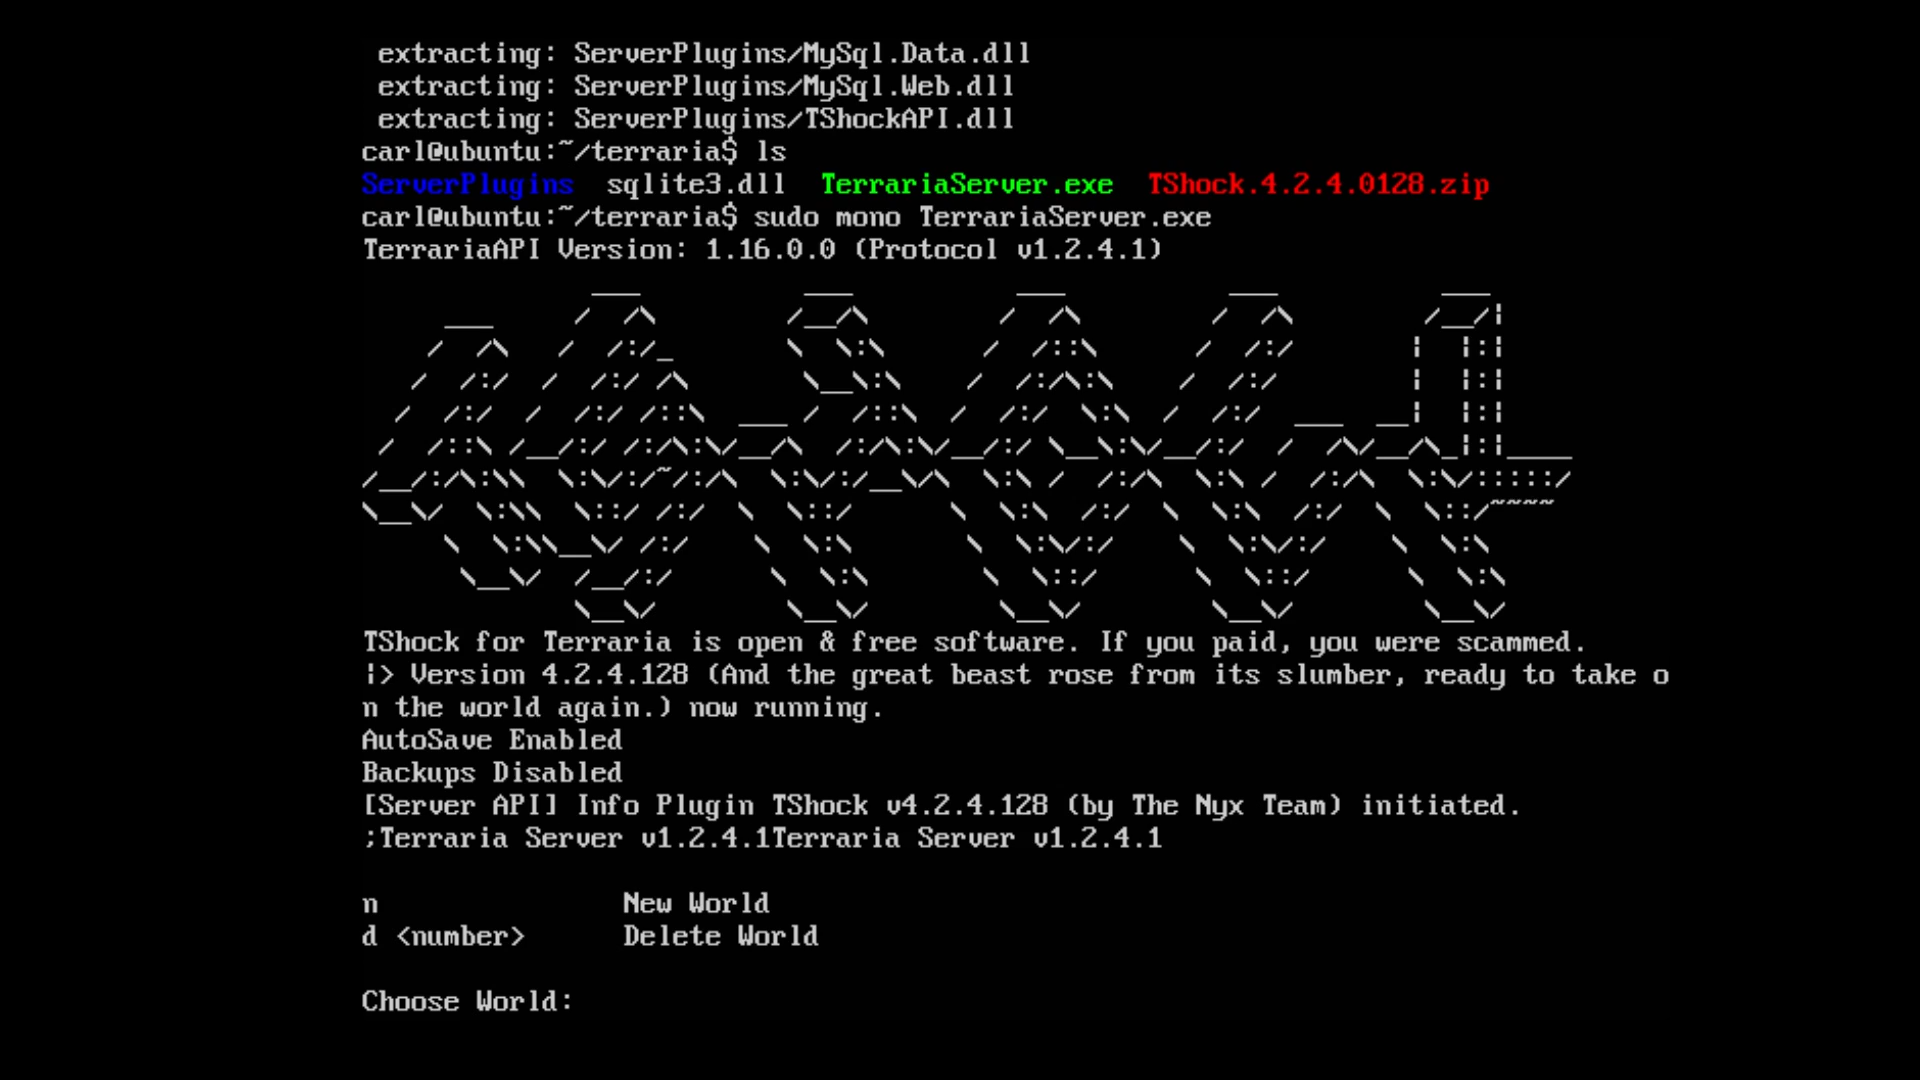 extracting: ServerPlugins/MySql.Data.dll
extracting: ServerPlugins/MySql.Web.dll
extracting: ServerPlugins/TShockAPI.dll
carl@ubuntu:~/terraria$ ls
ServerPlugins  sqlite3.dll  TerrariaServer.exe  TShock.4.2.4.0128.zip
carl@ubuntu:~/terraria$ sudo mono TerrariaServer.exe
TerrariaAPI Version: 1.16.0.0 (Protocol v1.2.4.1)
TShock for Terraria is open & free software. If you paid, you were scammed.
|> Version 4.2.4.128 (And the great beast rose from its slumber, ready to take o
n the world again.) now running.
AutoSave Enabled
Backups Disabled
[Server API] Info Plugin TShock v4.2.4.128 (by The Nyx Team) initiated.
;Terraria Server v1.2.4.1Terraria Server v1.2.4.1
n               New World
d <number>      Delete World
Choose World: